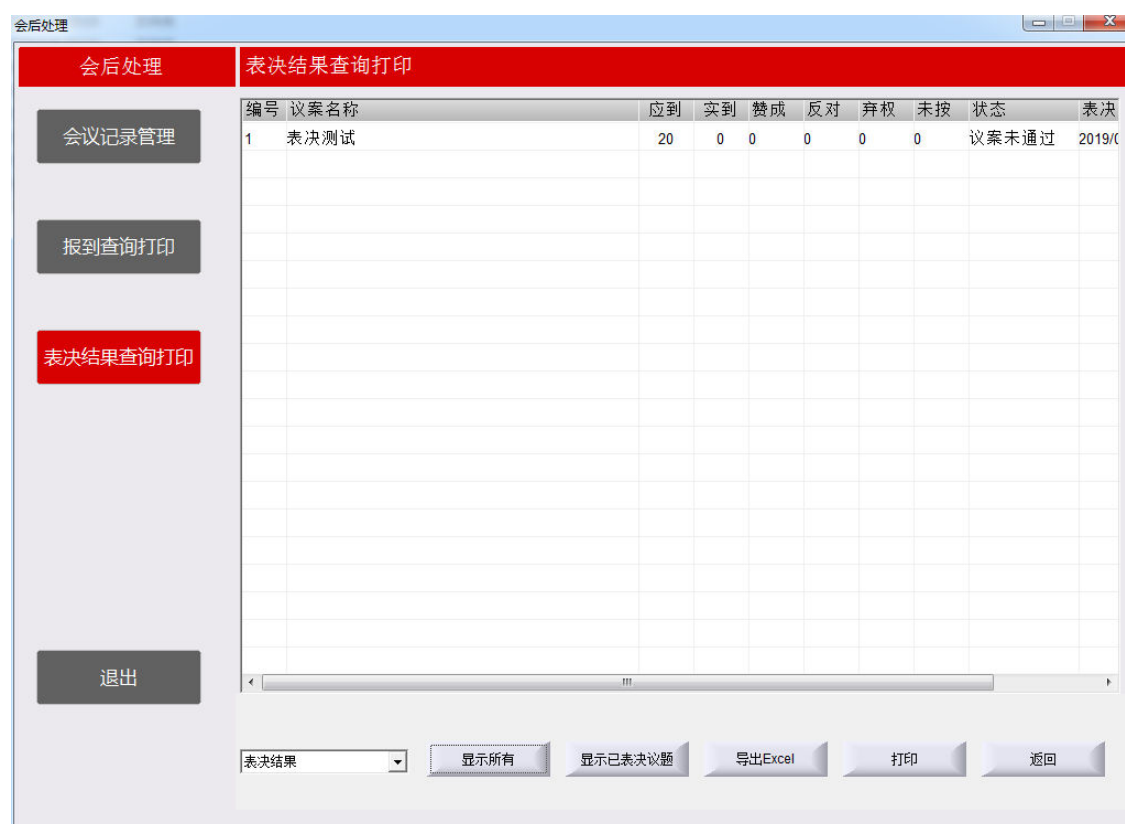 会后处理
会后处理
表决结果查询打印
编号 议案名称 应到 实到 赞成 反对 弃权 未按 状态 表决
1 表决测试 20 0 0 0 0 0 议案未通过 2019/0
会议记录管理
报到查询打印
表决结果查询打印
退出
表决结果 显示所有 显示已表决议题 导出Excel 打印 返回